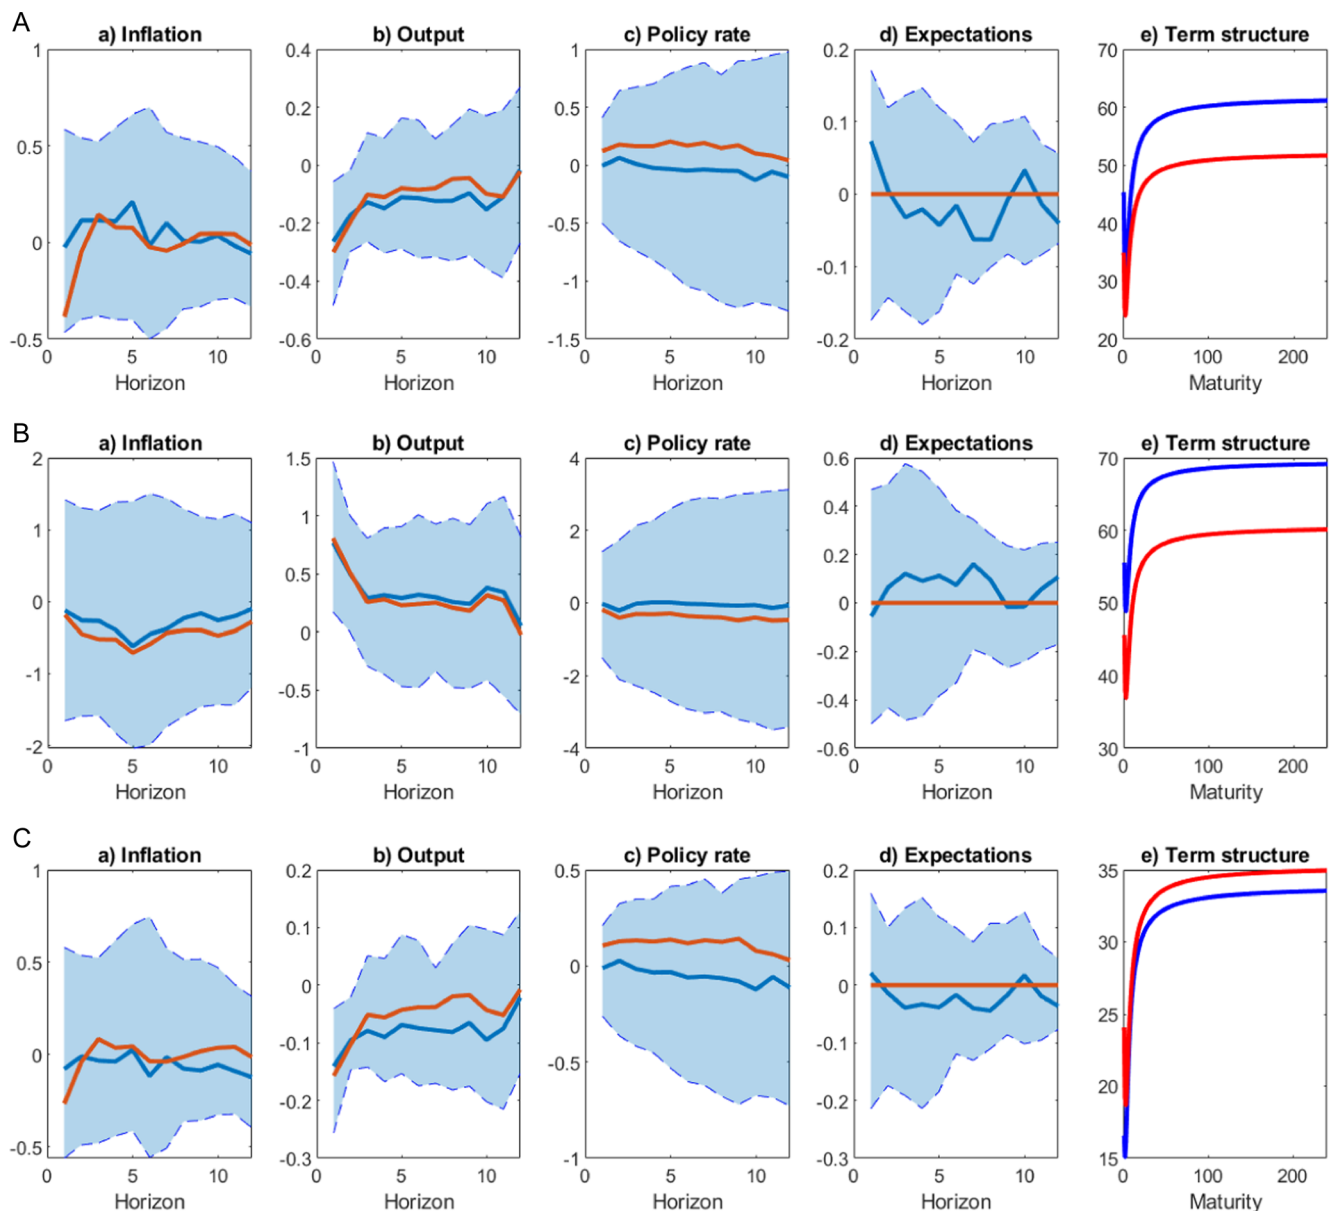 A
a) Inflation b) Output c) Policy rate d) Expectations e) Term structure
1 0.4 1 0.2 70
0.2 60
0.5 0.5 0.1
0 0 50
0 -0.2 0 -0.5 40
-0.1 30
-0.4 -1
-0.5 -0.6 -1.5 -0.2 20
0 5 10 0 5 10 0 5 10 0 5 10 0 100 200
Horizon Horizon Horizon Horizon Maturity
B
a) Inflation b) Output c) Policy rate d) Expectations e) Term structure
2 1.5 4 0.6 70
1 1 2 0.4 60
0.5 0.2
0 0 0 50
0 -0.2
-1 -0.5 -2 -0.4 40
-2 -1 -4 -0.6 30
0 5 10 0 5 10 0 5 10 0 5 10 0 100 200
Horizon Horizon Horizon Horizon Maturity
C
a) Inflation b) Output c) Policy rate d) Expectations e) Term structure
1 0.2 0.5 0.2 35
0.5 0.1 0.1 30
0 0 0
0 -0.1 -0.5 -0.1 25
-0.2 -0.2 20
-0.5 -0.3 -1 -0.3 15
0 5 10 0 5 10 0 5 10 0 5 10 0 100 200
Horizon Horizon Horizon Horizon Maturity